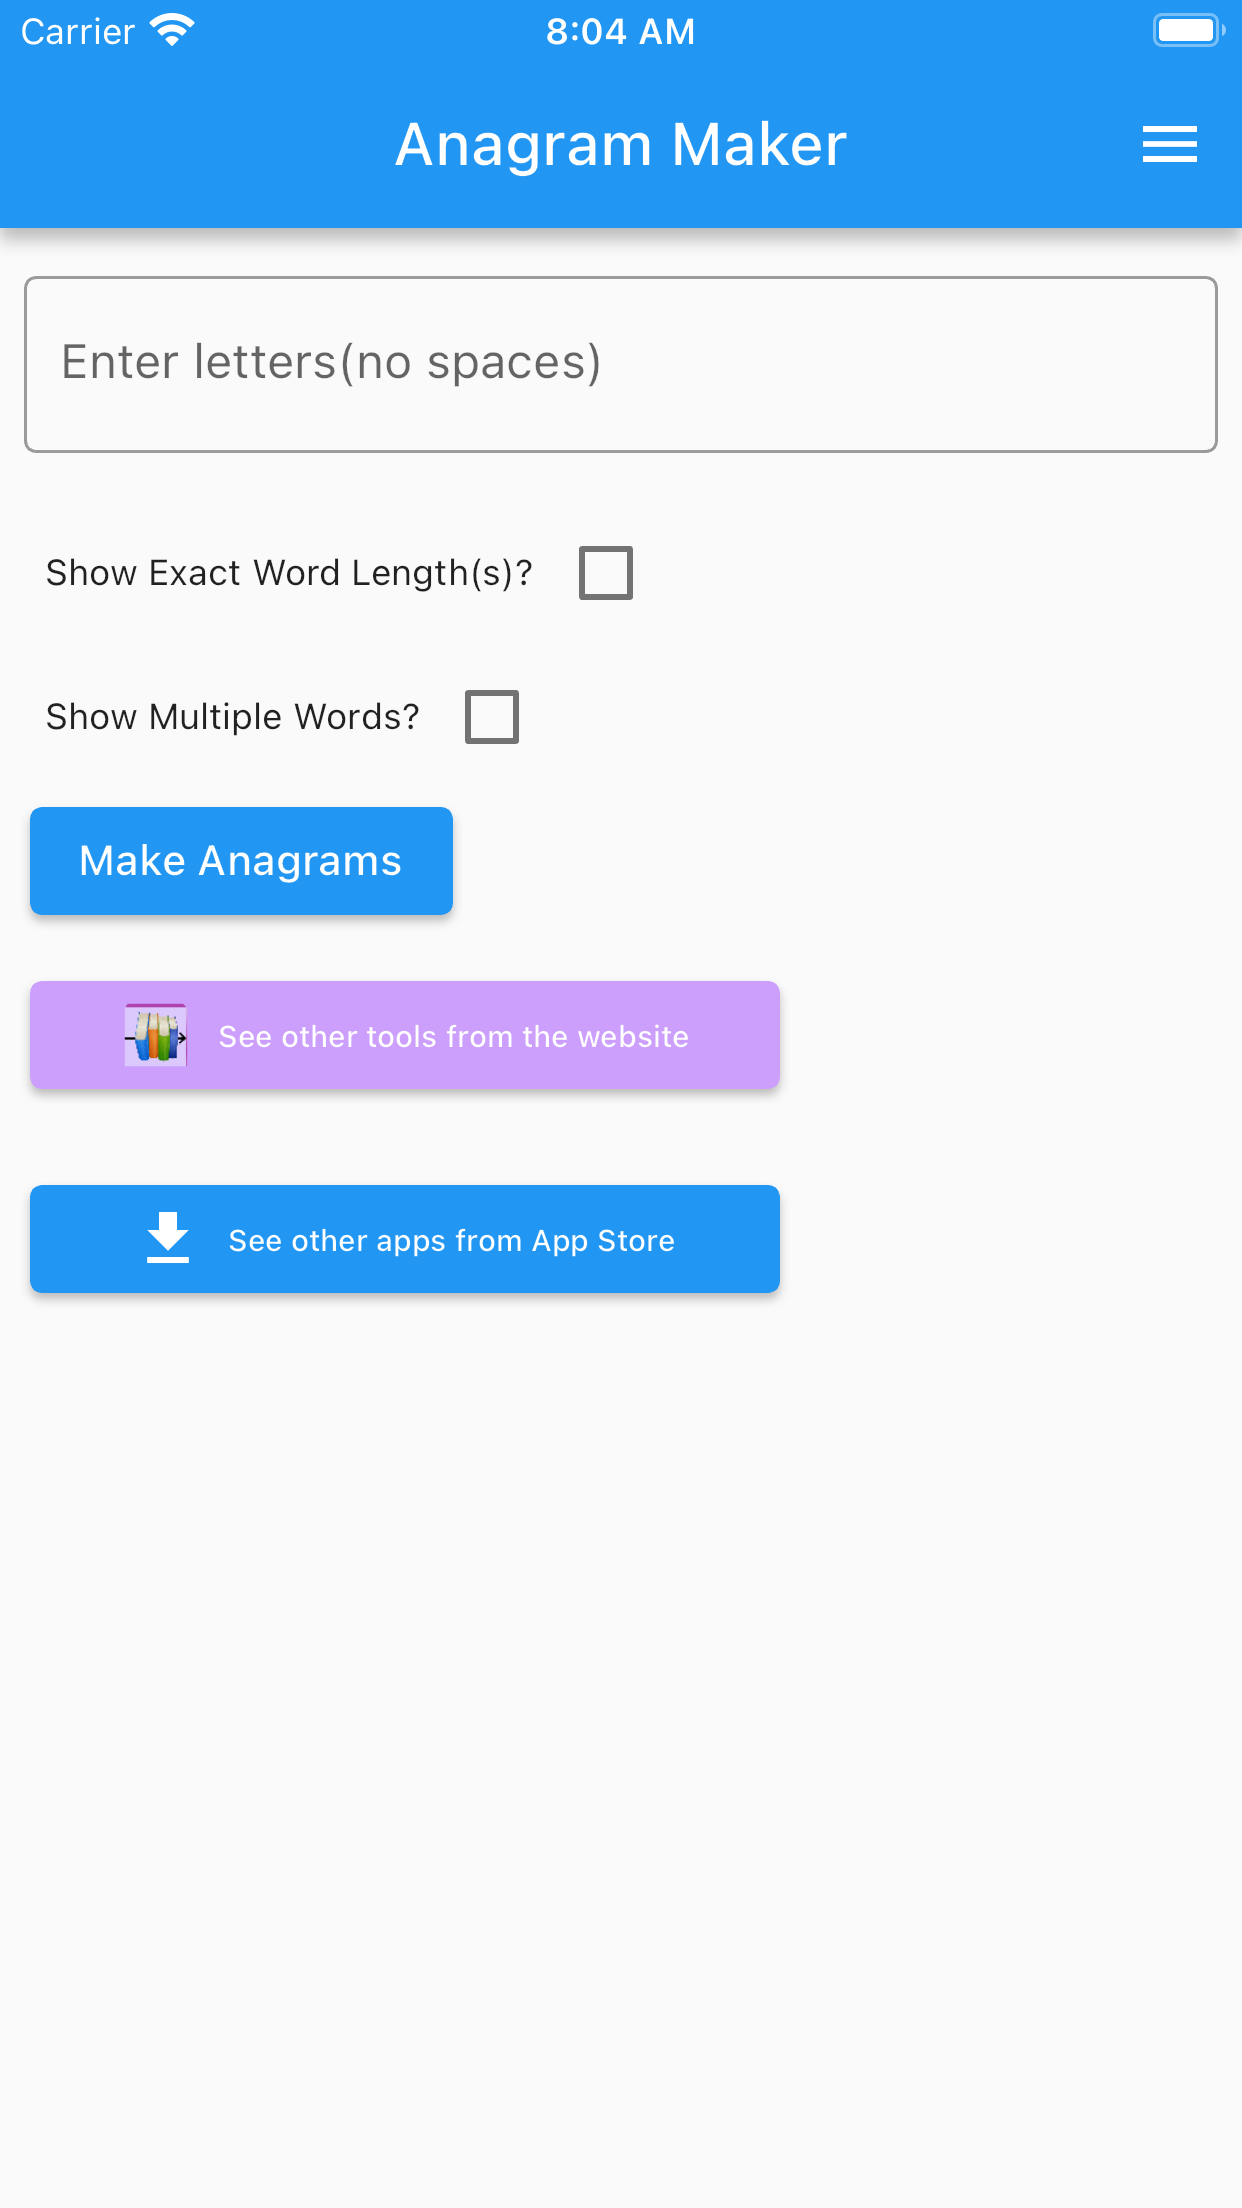 Carrier 8:04 AM
Anagram Maker
Enter letters(no spaces)
Show Exact Word Length(s)?
Show Multiple Words?
Make Anagrams
See other tools from the website
See other apps from App Store